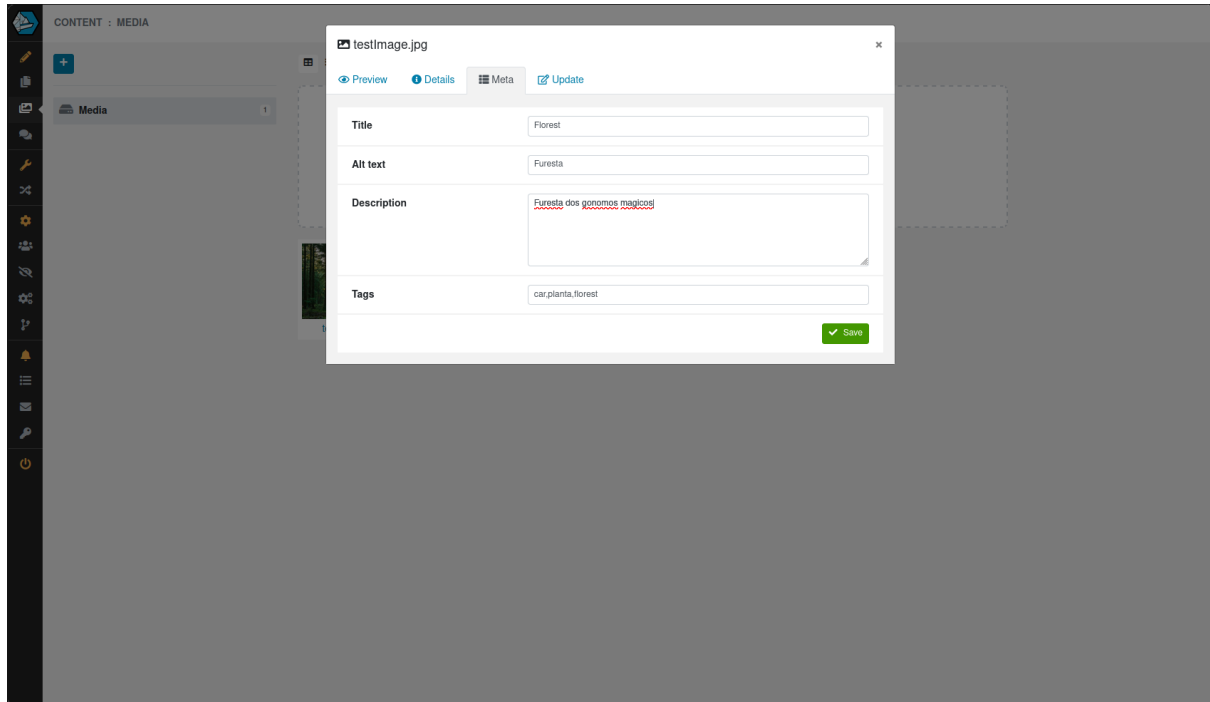 CONTENT : MEDIA
testImage.jpg
×
Preview
Details
Meta
Update
Media
1
Title
Florest
Alt text
Furesta
Description
Furesta dos gonomos magicos
Tags
car,planta,florest
Save